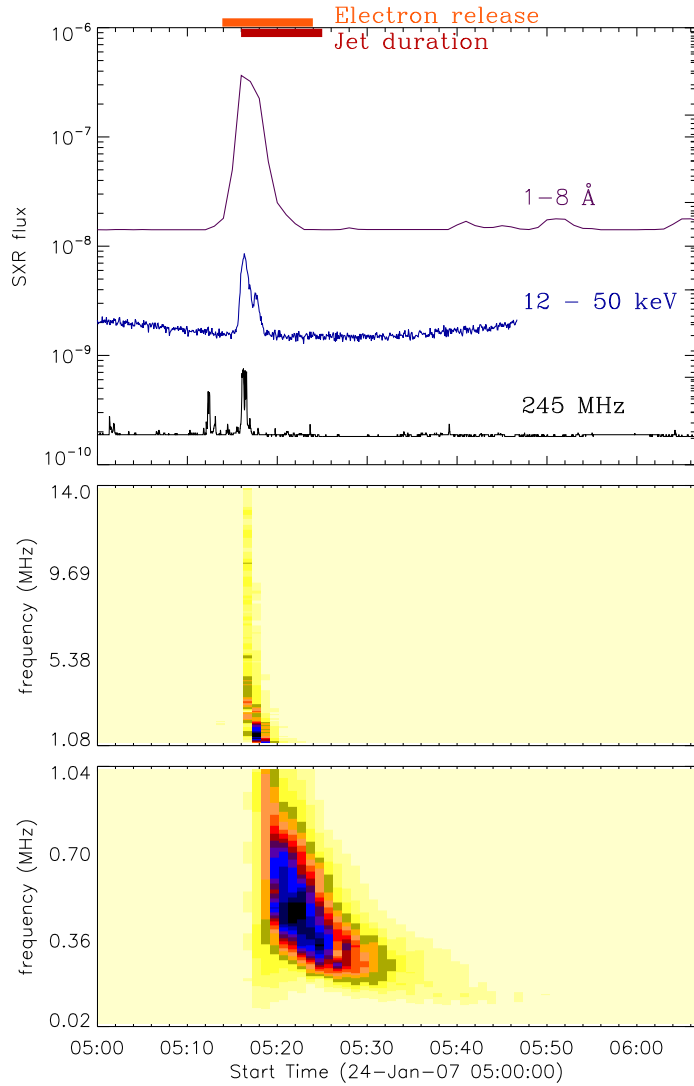 Electron release
Jet duration
10⁻⁶
10⁻⁷
1−8 Å
10⁻⁸
SXR flux
12 − 50 keV
10⁻⁹
245 MHz
10⁻¹⁰
14.0
9.69
5.38
1.08
frequency (MHz)
1.04
0.70
0.36
0.02
frequency (MHz)
05:00 05:10 05:20 05:30 05:40 05:50 06:00
Start Time (24−Jan−07 05:00:00)